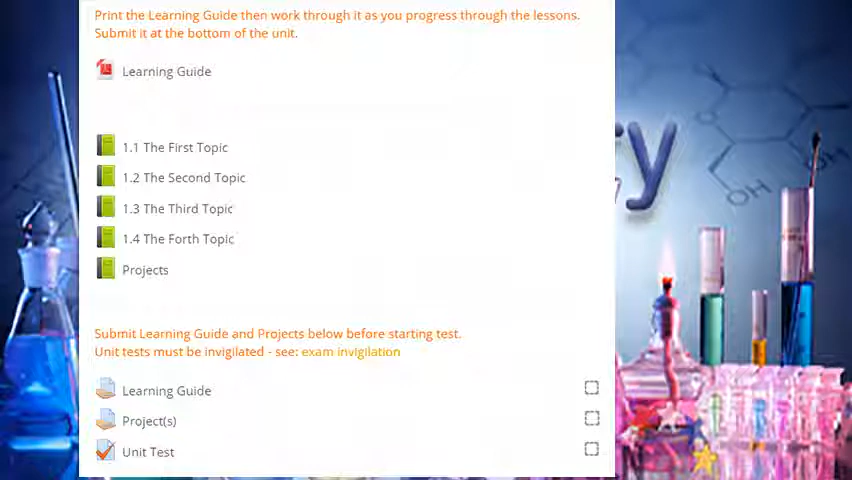 Print the Learning Guide then work through it as you progress through the lessons.
Submit it at the bottom of the unit.
Learning Guide
1.1 The First Topic
1.2 The Second Topic
1.3 The Third Topic
1.4 The Forth Topic
Projects
Submit Learning Guide and Projects below before starting test.
Unit tests must be invigilated - see: exam invigilation
Learning Guide
Project(s)
Unit Test
ry
OH